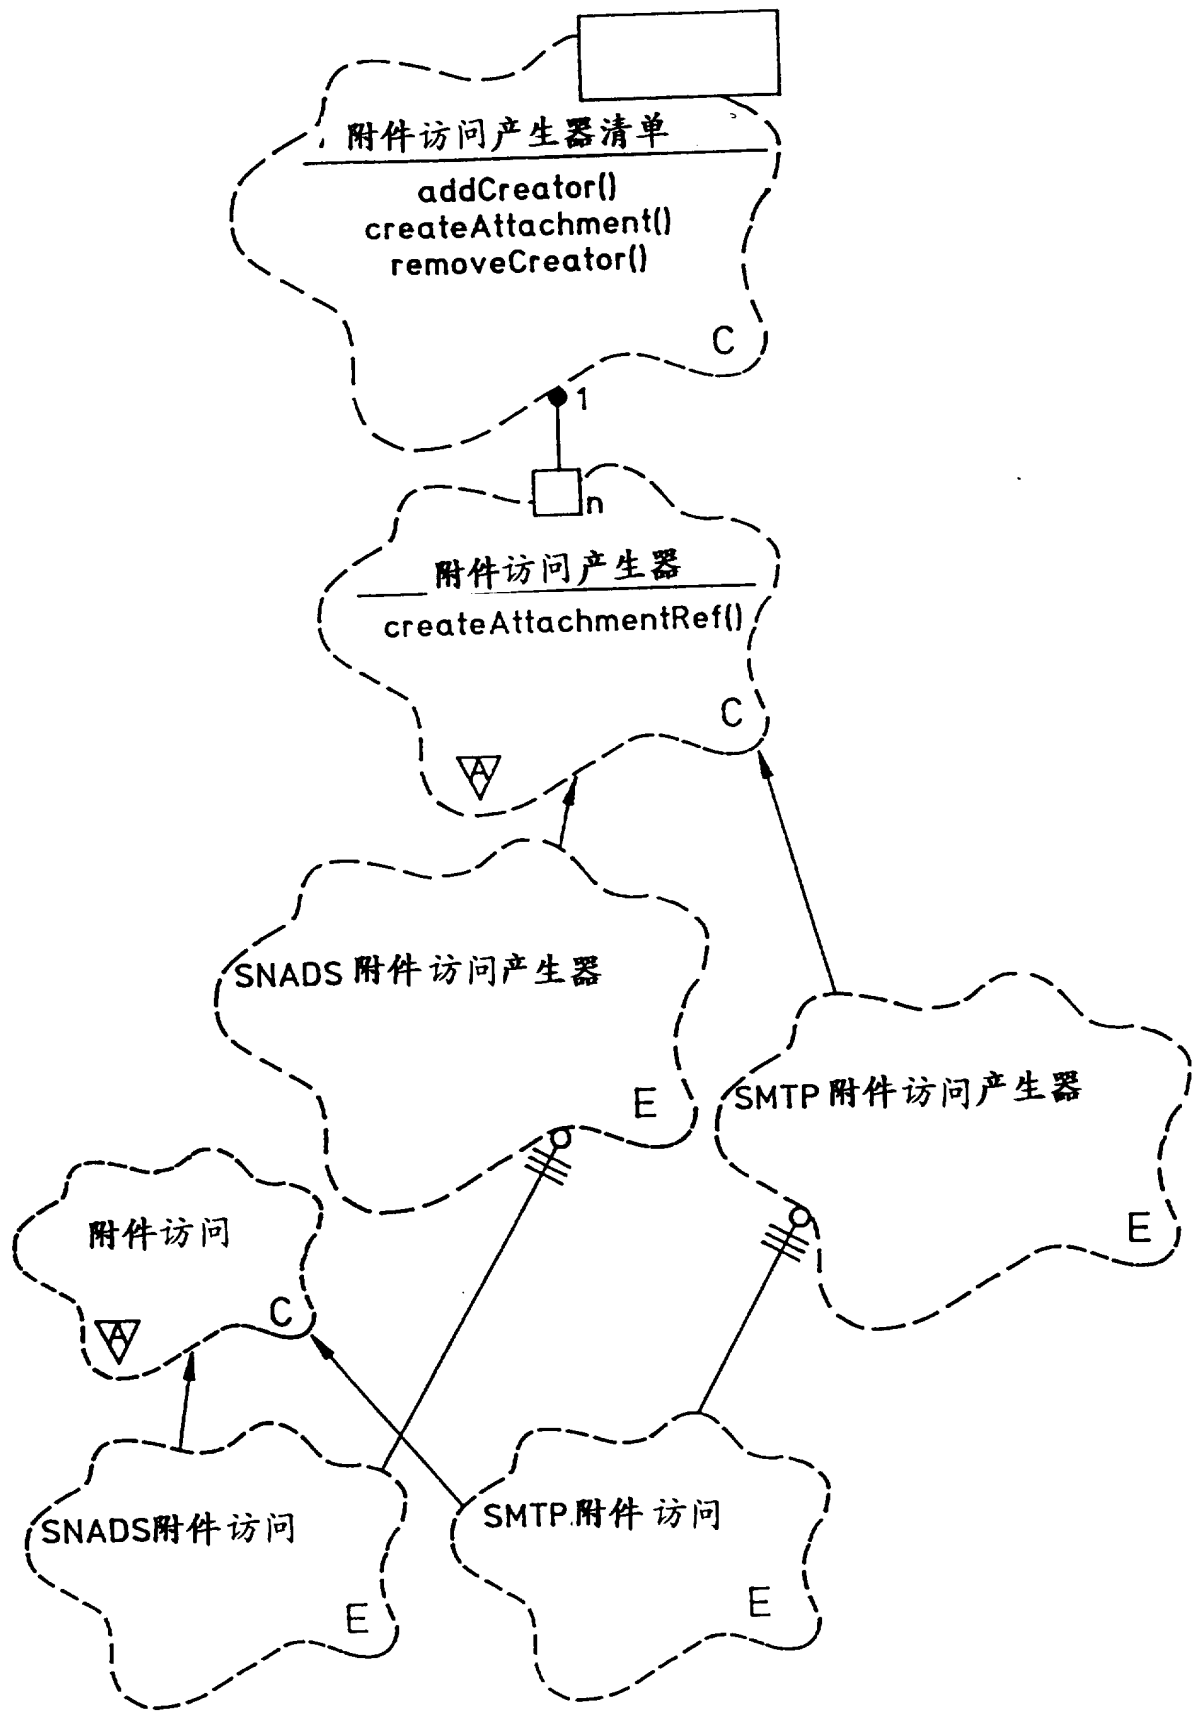 附件访问产生器清单
addCreator()
createAttachment()
removeCreator()
C
1
n
附件访问产生器
createAttachmentRef()
C
A
SNADS 附件访问产生器
E
SMTP 附件访问产生器
E
附件访问
C
A
SNADS附件访问
E
SMTP附件访问
E